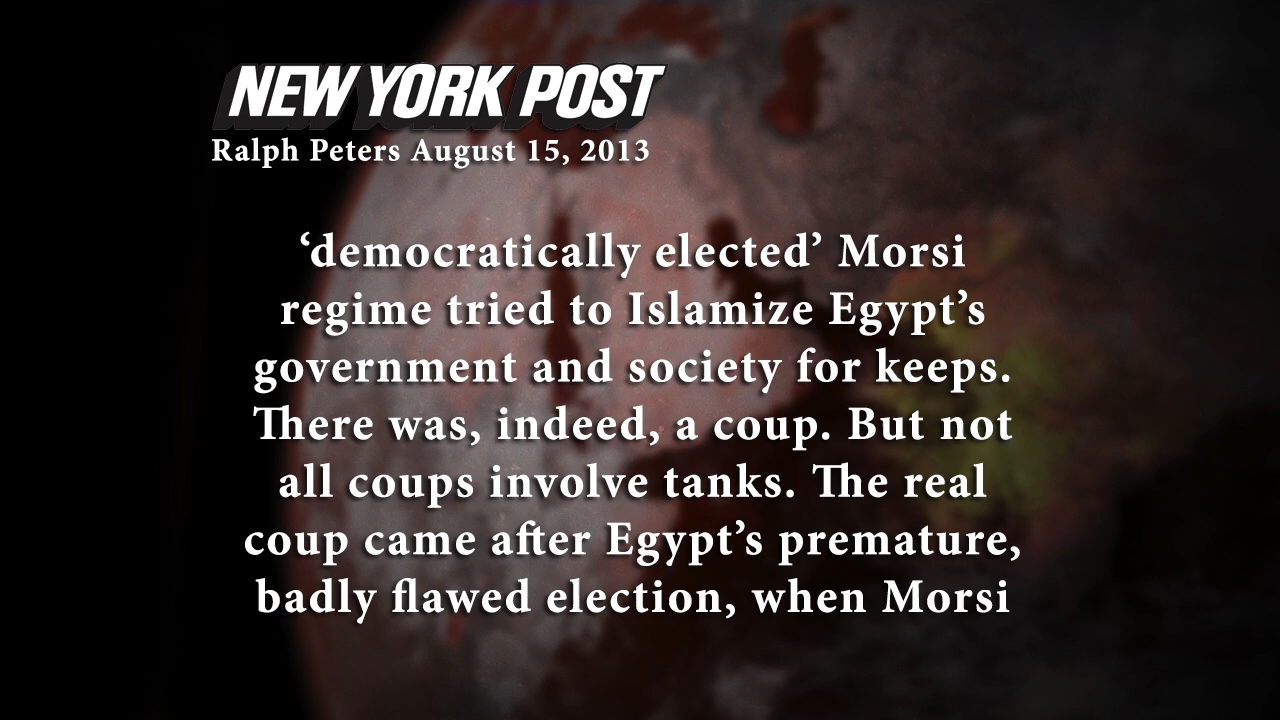 NEW YORK POST
Ralph Peters August 15, 2013
‘democratically elected’ Morsi
regime tried to Islamize Egypt’s
government and society for keeps.
There was, indeed, a coup. But not
all coups involve tanks. The real
coup came after Egypt’s premature,
badly flawed election, when Morsi